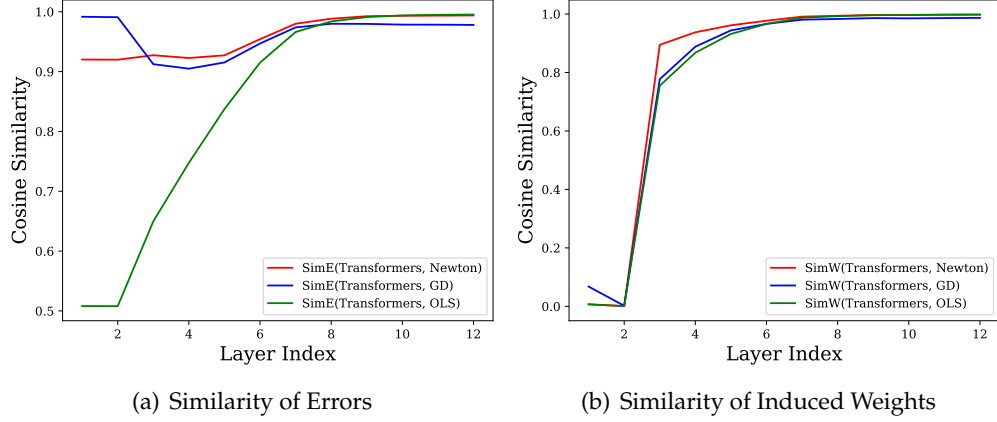 1.0
0.9
0.8
0.7
0.6
0.5
Cosine Similarity
2 4 6 8 10 12
Layer Index
SimE(Transformers, Newton)
SimE(Transformers, GD)
SimE(Transformers, OLS)
(a) Similarity of Errors
1.0
0.8
0.6
0.4
0.2
0.0
Cosine Similarity
2 4 6 8 10 12
Layer Index
SimW(Transformers, Newton)
SimW(Transformers, GD)
SimW(Transformers, OLS)
(b) Similarity of Induced Weights